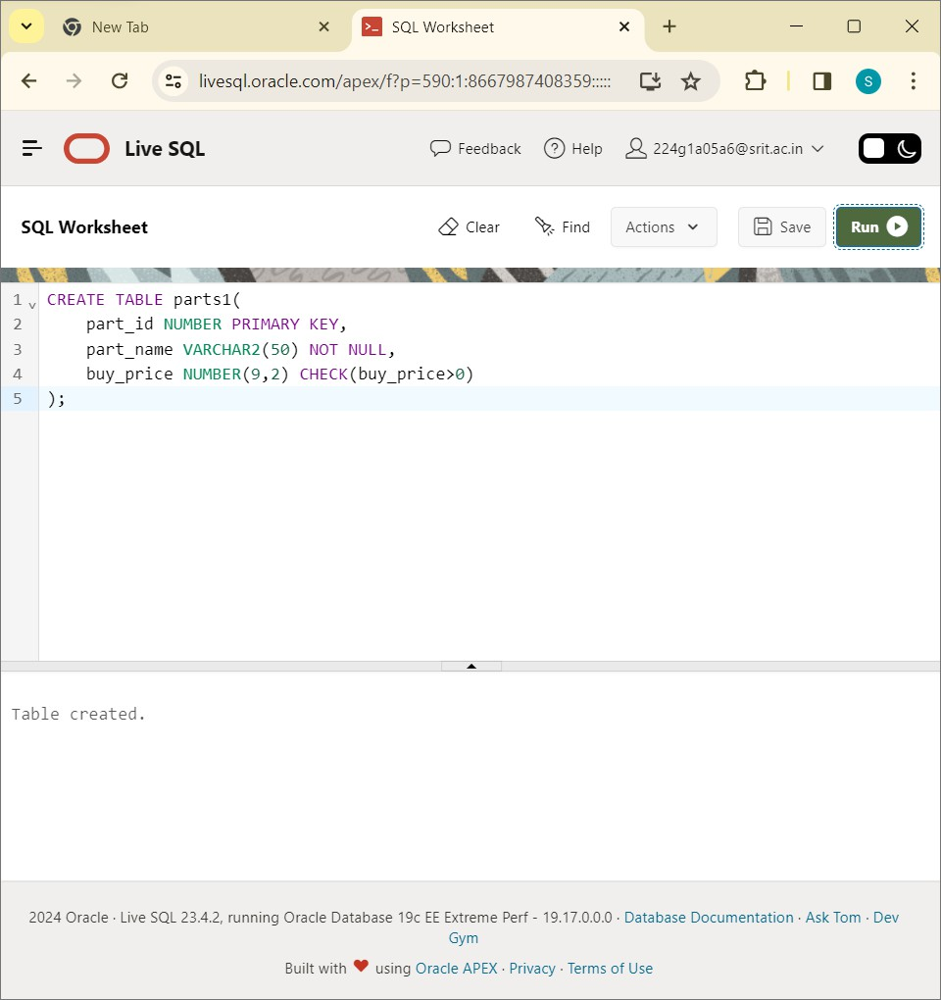 New Tab
SQL Worksheet
livesql.oracle.com/apex/f?p=590:1:8667987408359:::::
S
Live SQL
Feedback
Help
224g1a05a6@srit.ac.in
SQL Worksheet
Clear
Find
Actions
Save
Run
1 CREATE TABLE parts1(
2 part_id NUMBER PRIMARY KEY,
3 part_name VARCHAR2(50) NOT NULL,
4 buy_price NUMBER(9,2) CHECK(buy_price>0)
5 );
Table created.
2024 Oracle · Live SQL 23.4.2, running Oracle Database 19c EE Extreme Perf - 19.17.0.0.0 · Database Documentation · Ask Tom · Dev
Gym
Built with ❤ using Oracle APEX · Privacy · Terms of Use